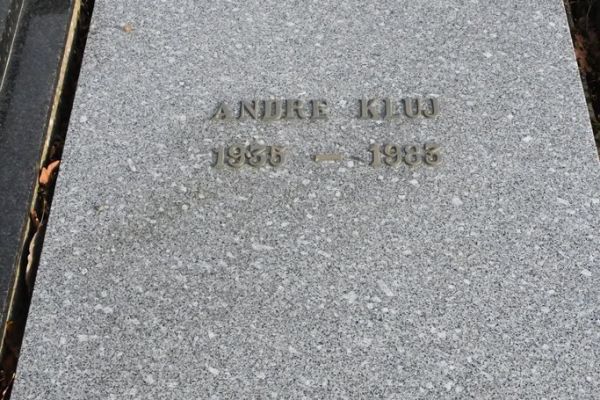 ANDRE KLUJ
1935 — 1983